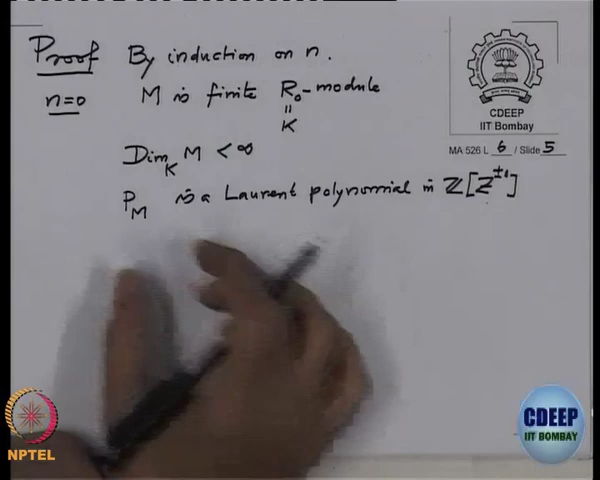 Proof By induction on n.
n=0 M is finite R₀-module
=
K
Dim_K M < ∞
P_M is a Laurent polynomial in ℤ[Z^±1]
CDEEP
IIT Bombay
MA 526 L 6 / Slide 5
NPTEL
CDEEP
IIT BOMBAY